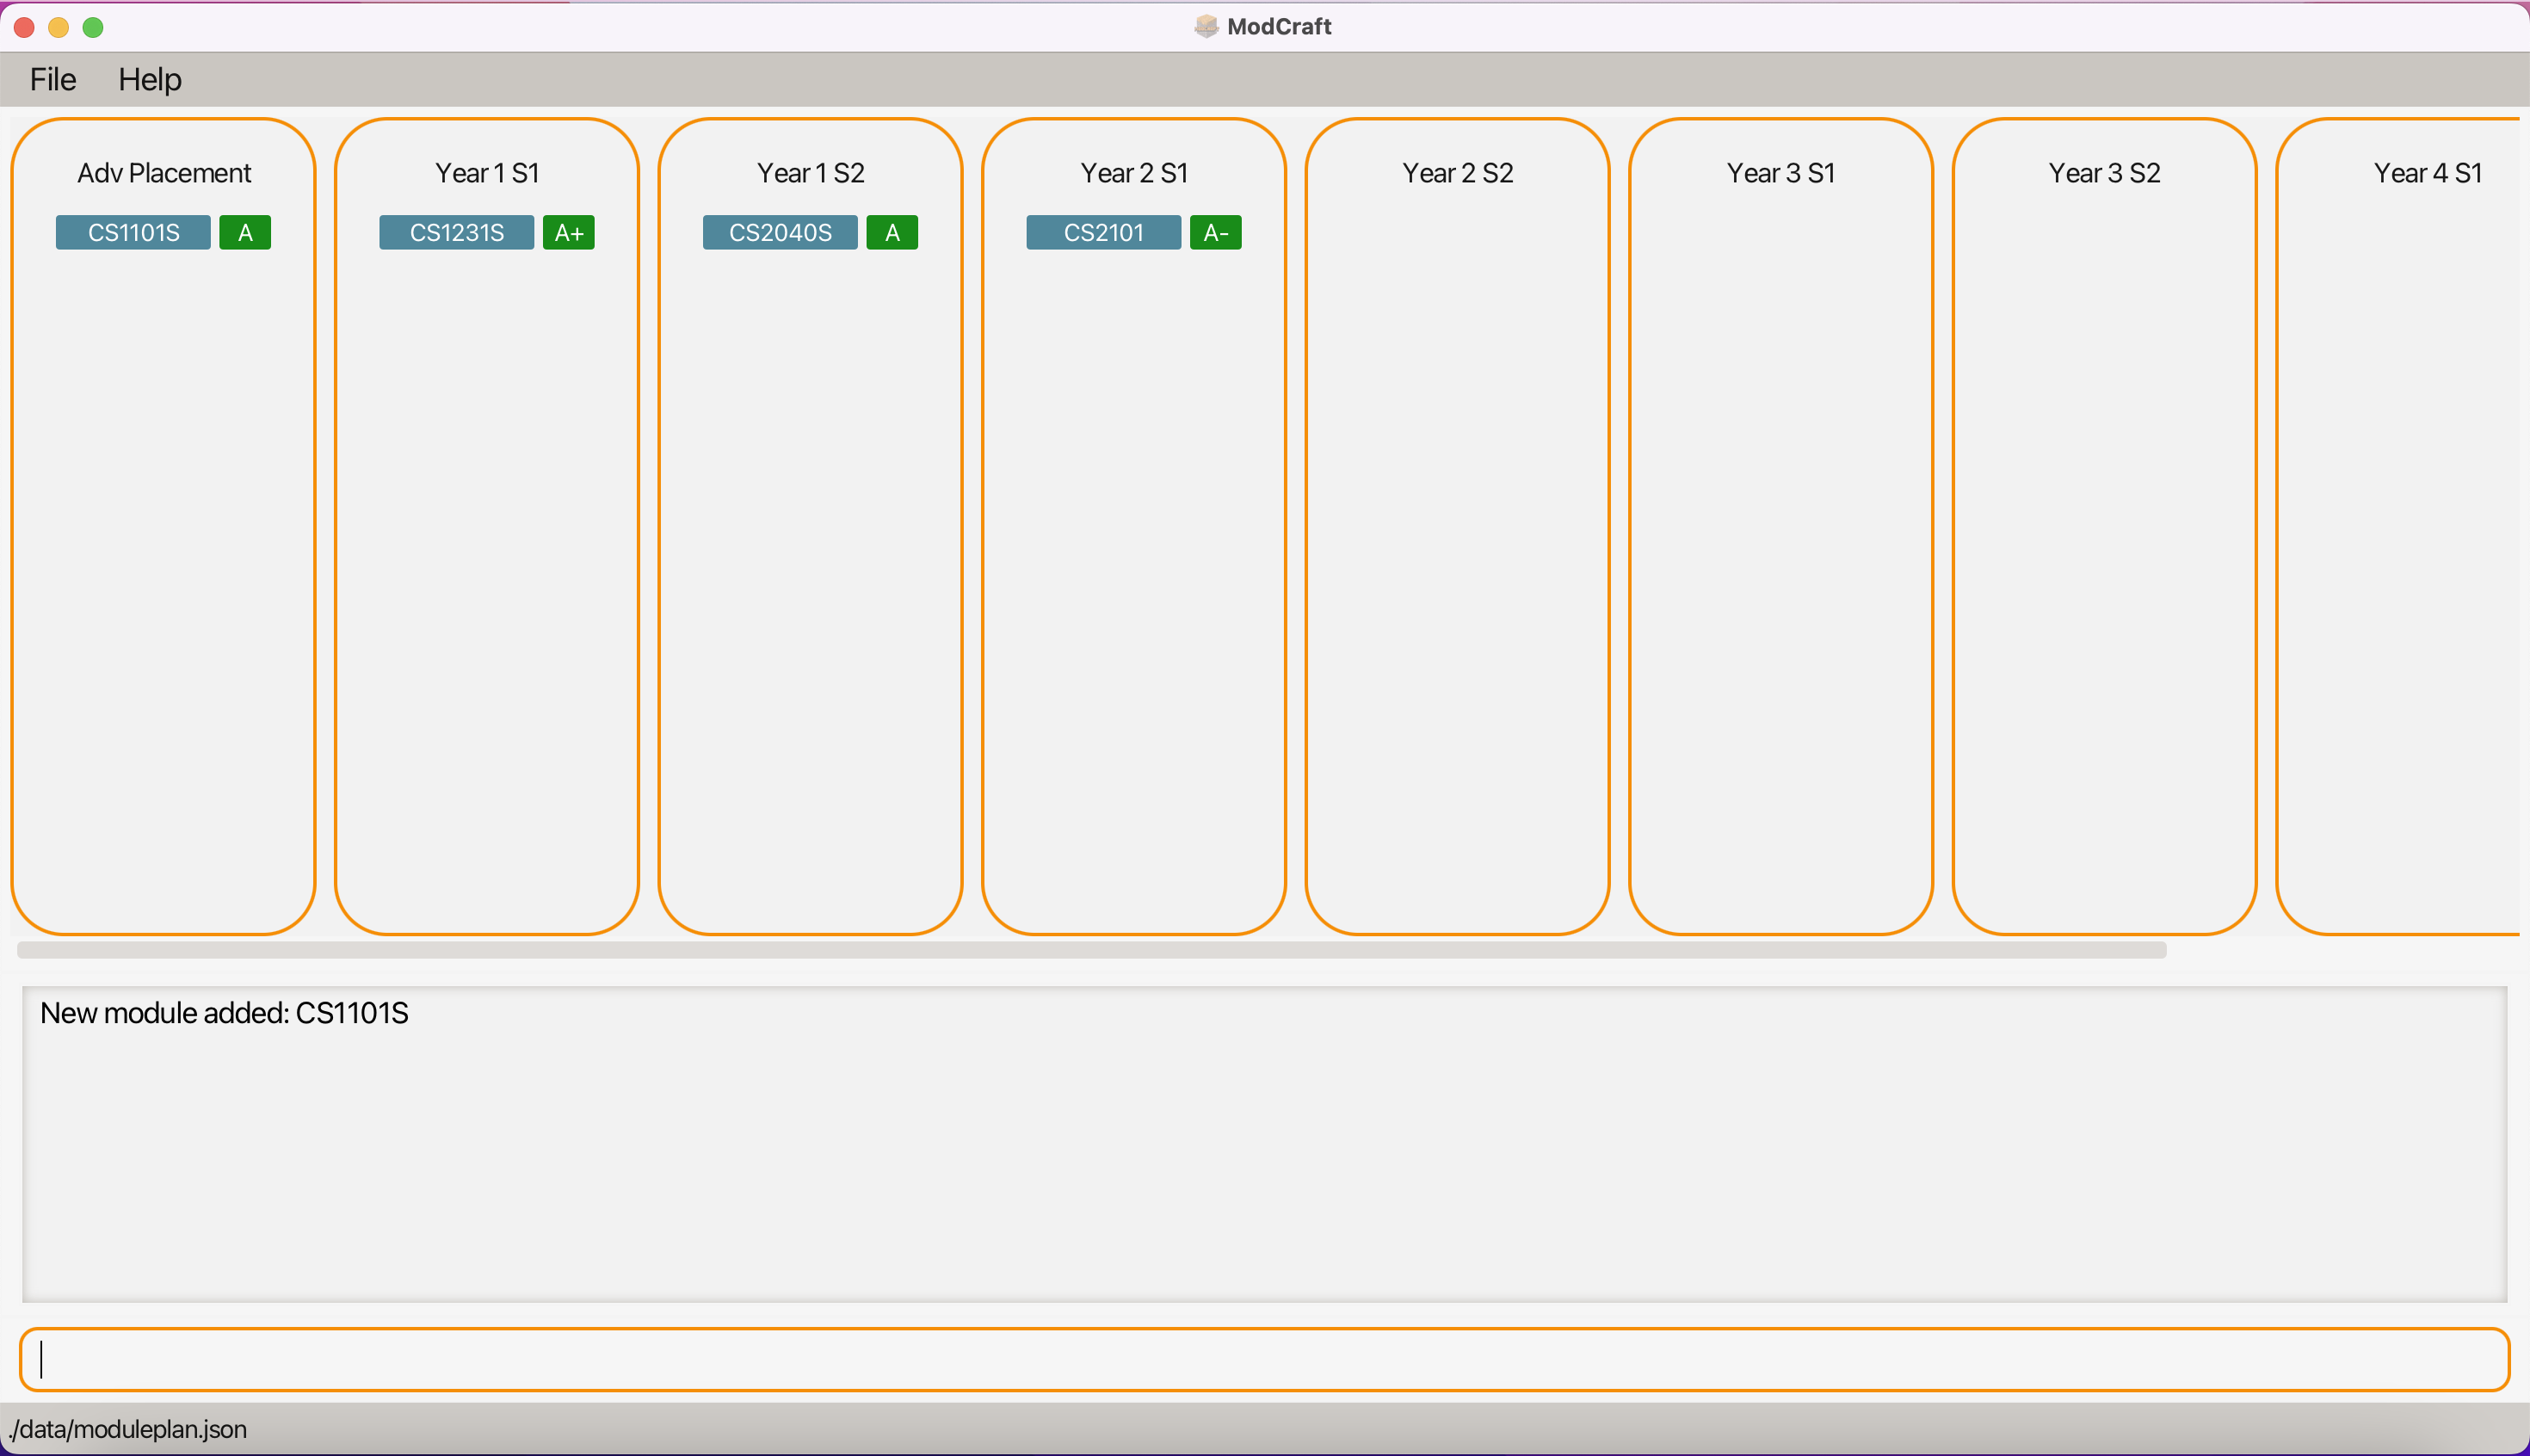 ModCraft
File Help
Adv Placement Year 1 S1 Year 1 S2 Year 2 S1 Year 2 S2 Year 3 S1 Year 3 S2 Year 4 S1
CS1101S A CS1231S A+ CS2040S A CS2101 A-
New module added: CS1101S
./data/moduleplan.json